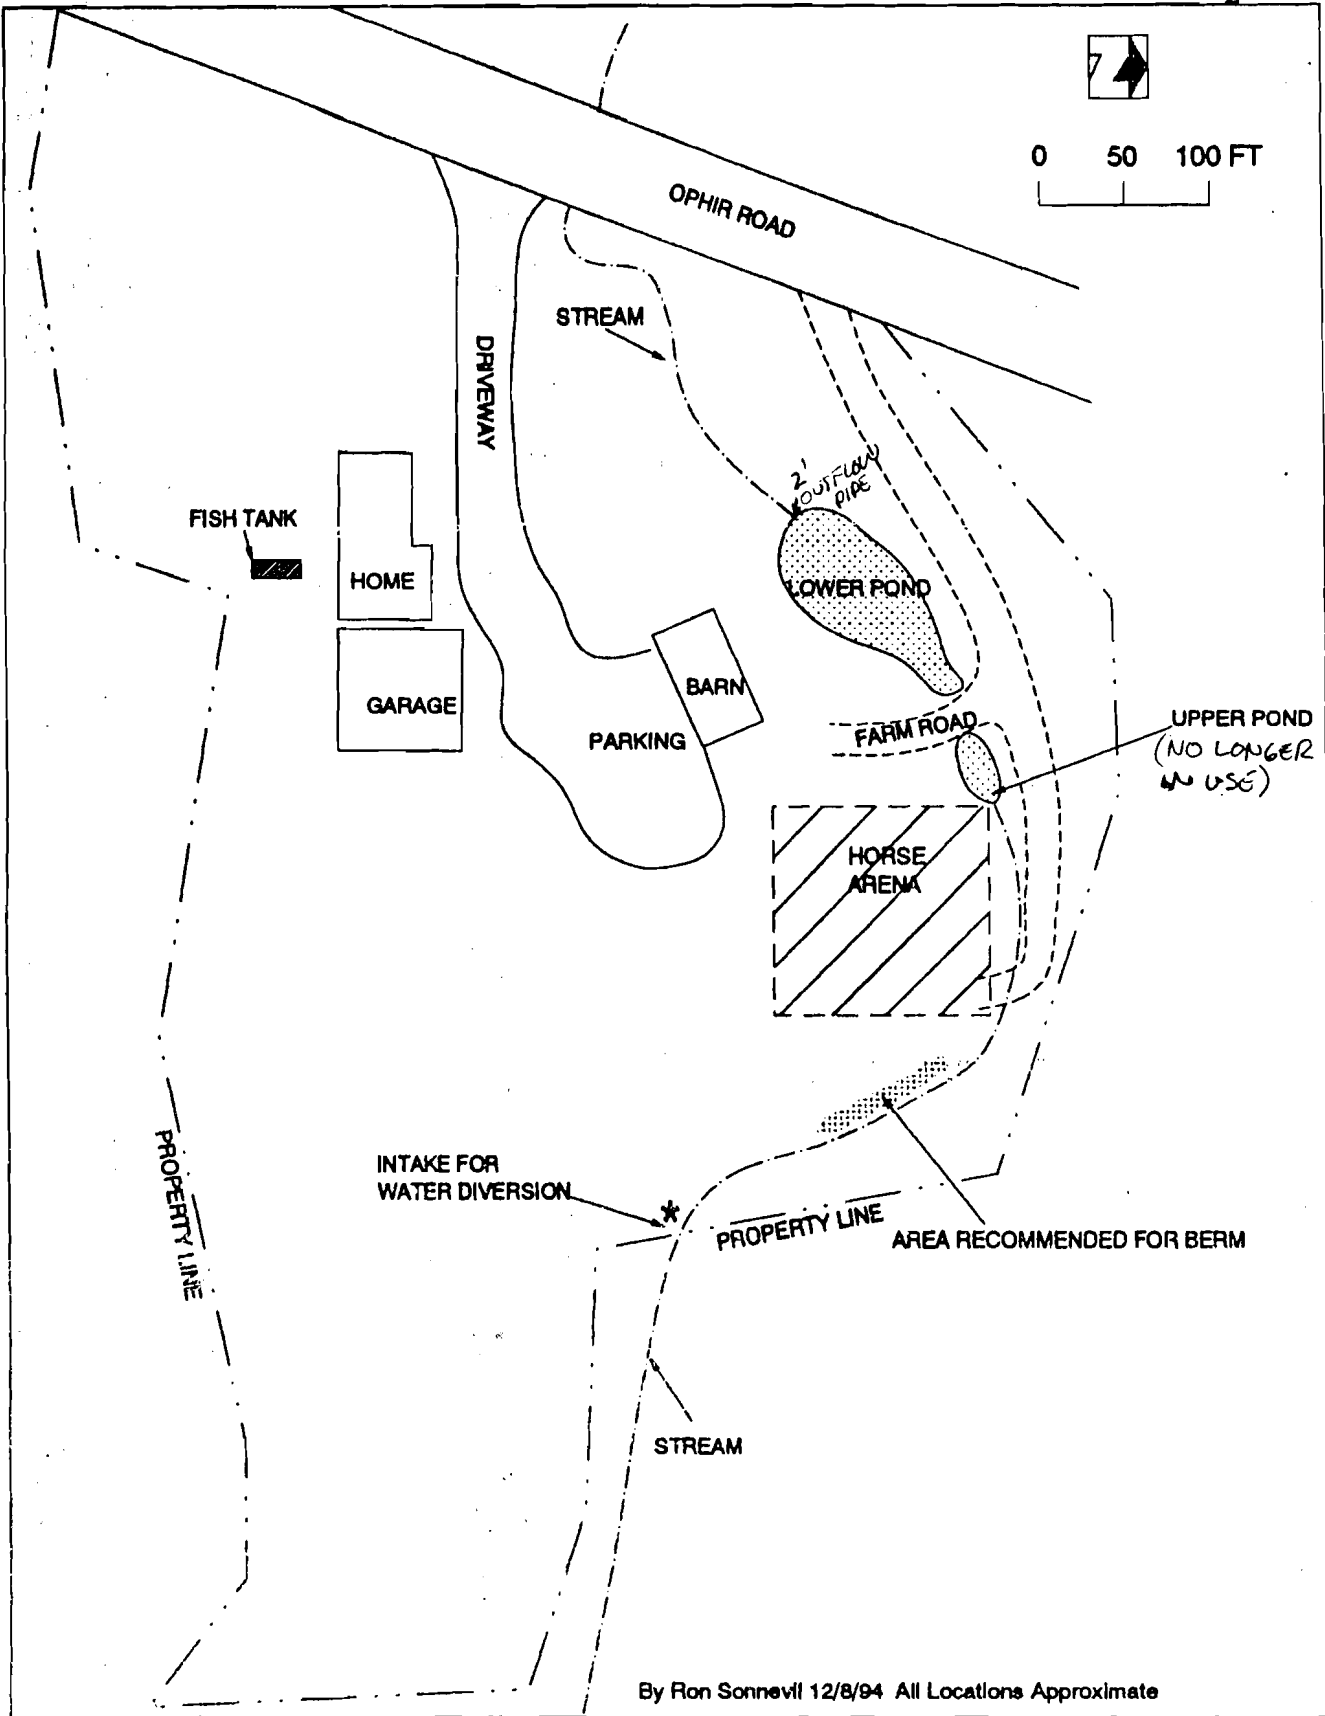 0 50 100 FT
OPHIR ROAD
STREAM
DRIVEWAY
2'
OUTFLOW
PIPE
FISH TANK
HOME
LOWER POND
GARAGE
BARN
PARKING
FARM ROAD
UPPER POND
(NO LONGER
IN USE)
HORSE
ARENA
PROPERTY LINE
INTAKE FOR
WATER DIVERSION
PROPERTY LINE
AREA RECOMMENDED FOR BERM
STREAM
By Ron Sonnevil 12/8/94 All Locations Approximate